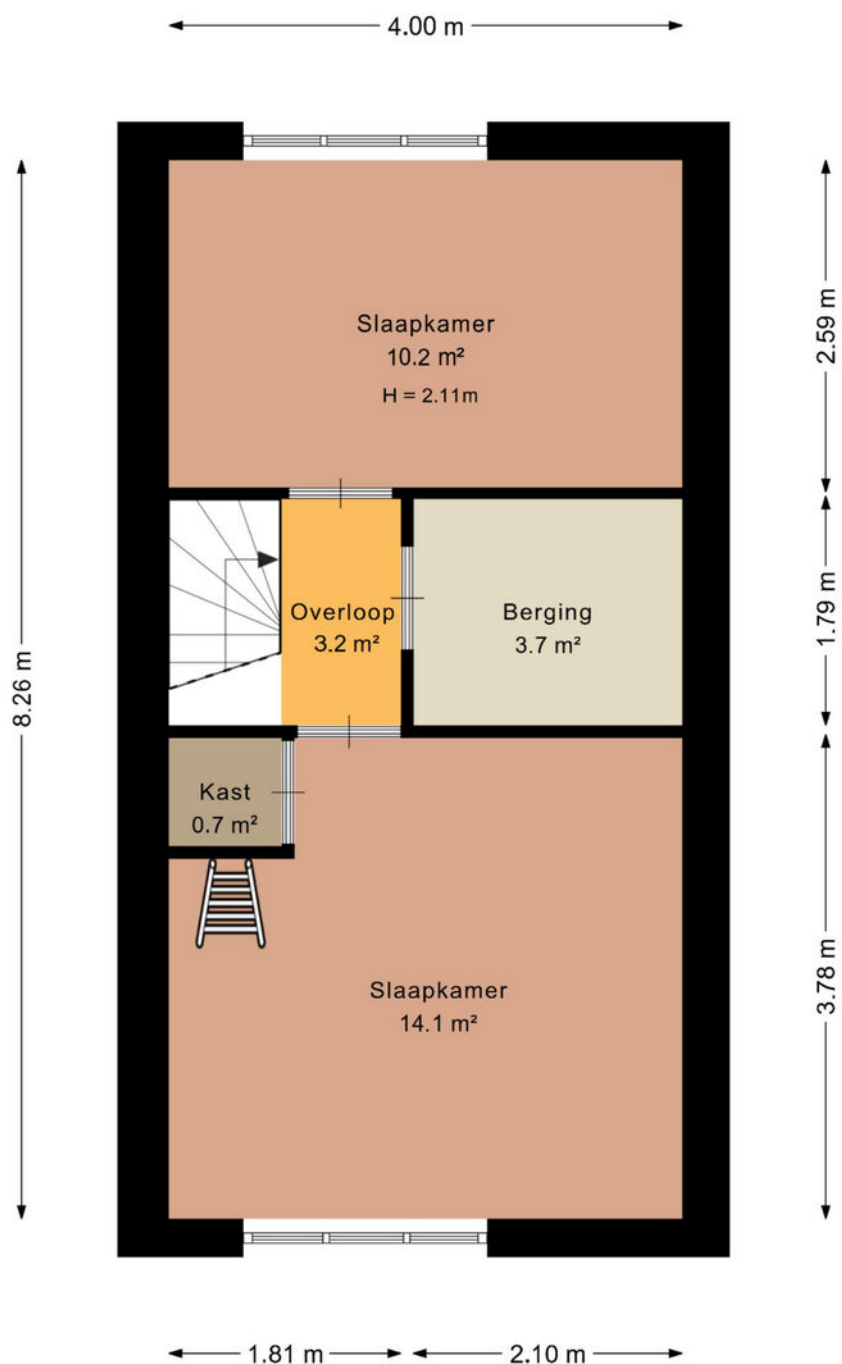 4.00 m
Slaapkamer
10.2 m²
H = 2.11m
2.59 m
Overloop
3.2 m²
Berging
3.7 m²
1.79 m
8.26 m
Kast
0.7 m²
Slaapkamer
14.1 m²
3.78 m
1.81 m
2.10 m